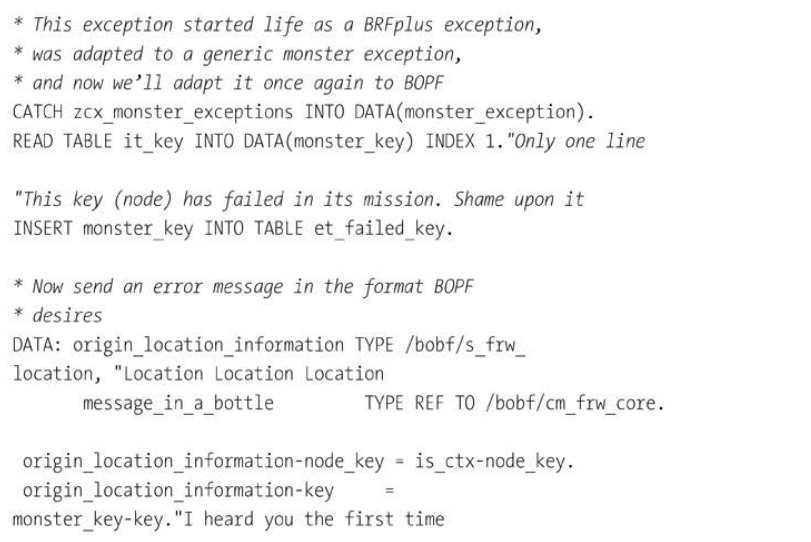 * This exception started life as a BRFplus exception,
* was adapted to a generic monster exception,
* and now we’ll adapt it once again to BOPF
CATCH zcx_monster_exceptions INTO DATA(monster_exception).
READ TABLE it_key INTO DATA(monster_key) INDEX 1."Only one line
"This key (node) has failed in its mission. Shame upon it
INSERT monster_key INTO TABLE et_failed_key.
* Now send an error message in the format BOPF
* desires
DATA: origin_location_information TYPE /bobf/s_frw_
location, "Location Location Location
message_in_a_bottle TYPE REF TO /bobf/cm_frw_core.
origin_location_information-node_key = is_ctx-node_key.
origin_location_information-key =
monster_key-key."I heard you the first time